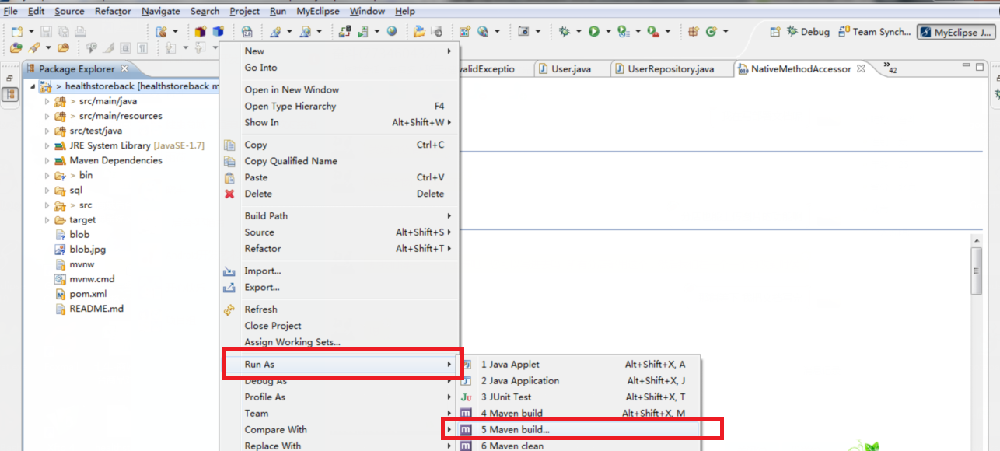 File Edit Source Refactor Navigate Search Project Run MyEclipse Window Help
Debug Team Synch... MyEclipse J...
Package Explorer
validExceptio User.java UserRepository.java NativeMethodAccessor »42
> healthstoreback [healthstoreback m
> src/main/java
> src/main/resources
src/test/java
JRE System Library [JavaSE-1.7]
Maven Dependencies
> bin
sql
> src
target
blob
blob.jpg
mvnw
mvnw.cmd
pom.xml
README.md
New
Go Into
Open in New Window
Open Type Hierarchy F4
Show In Alt+Shift+W
Copy Ctrl+C
Copy Qualified Name
Paste Ctrl+V
Delete Delete
Build Path
Source Alt+Shift+S
Refactor Alt+Shift+T
Import...
Export...
Refresh
Close Project
Assign Working Sets...
Run As
Debug As
Profile As
Team
Compare With
Replace With
1 Java Applet Alt+Shift+X, A
2 Java Application Alt+Shift+X, J
3 JUnit Test Alt+Shift+X, T
4 Maven build Alt+Shift+X, M
5 Maven build...
6 Maven clean